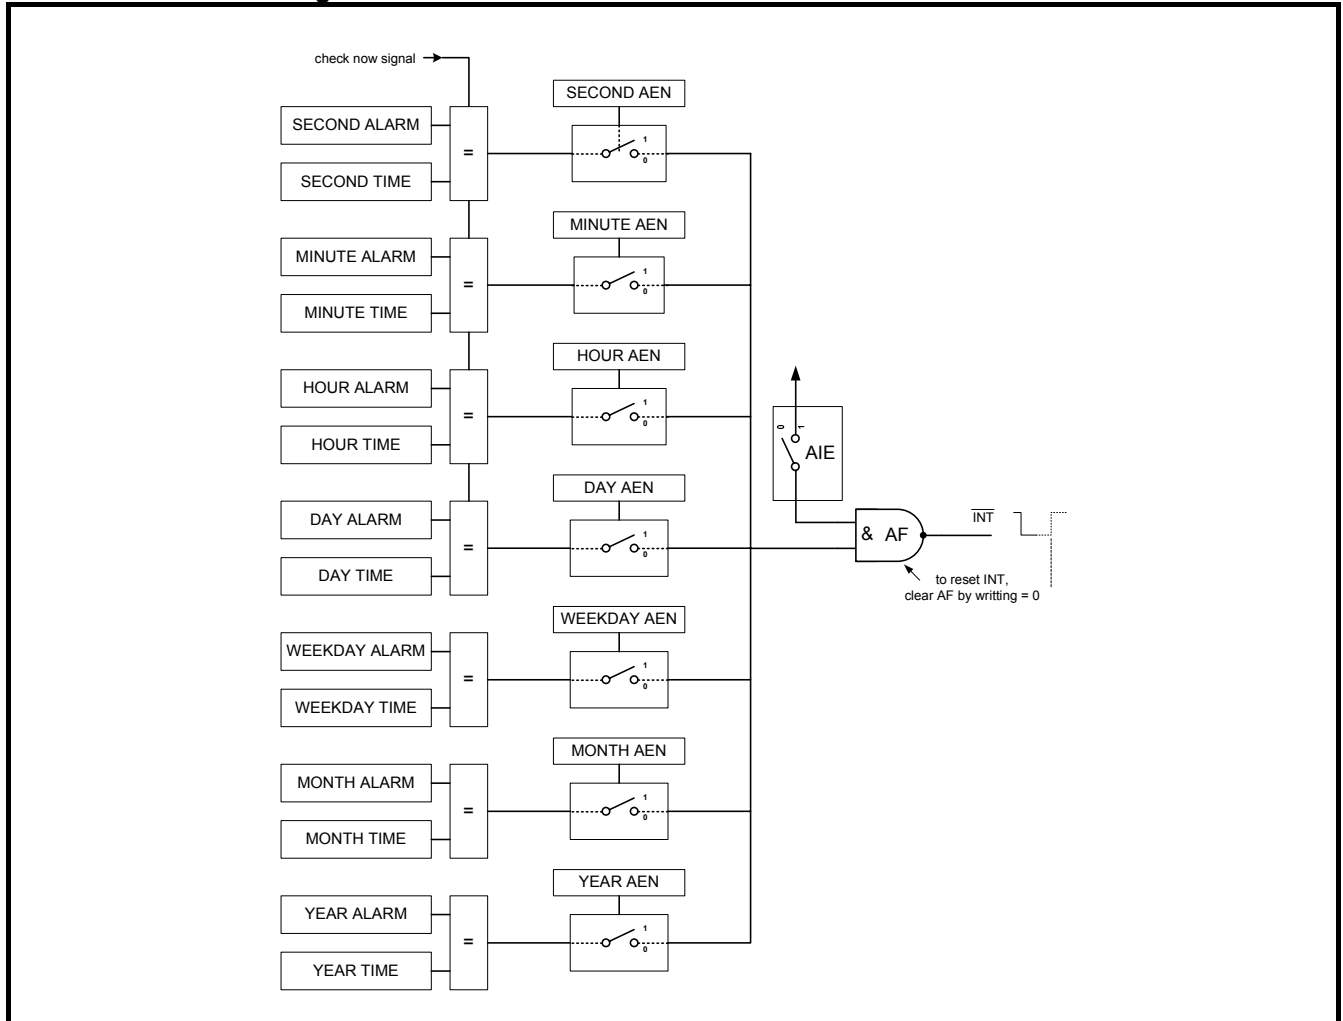 check now signal
SECOND AEN
SECOND ALARM
=
1
0
SECOND TIME
MINUTE AEN
MINUTE ALARM
=
1
0
MINUTE TIME
HOUR AEN
HOUR ALARM
=
1
0
HOUR TIME
0
1
AIE
DAY AEN
DAY ALARM
=
1
0
DAY TIME
& AF
INT
to reset INT,
clear AF by writting = 0
WEEKDAY AEN
WEEKDAY ALARM
=
1
0
WEEKDAY TIME
MONTH AEN
MONTH ALARM
=
1
0
MONTH TIME
YEAR AEN
YEAR ALARM
=
1
0
YEAR TIME